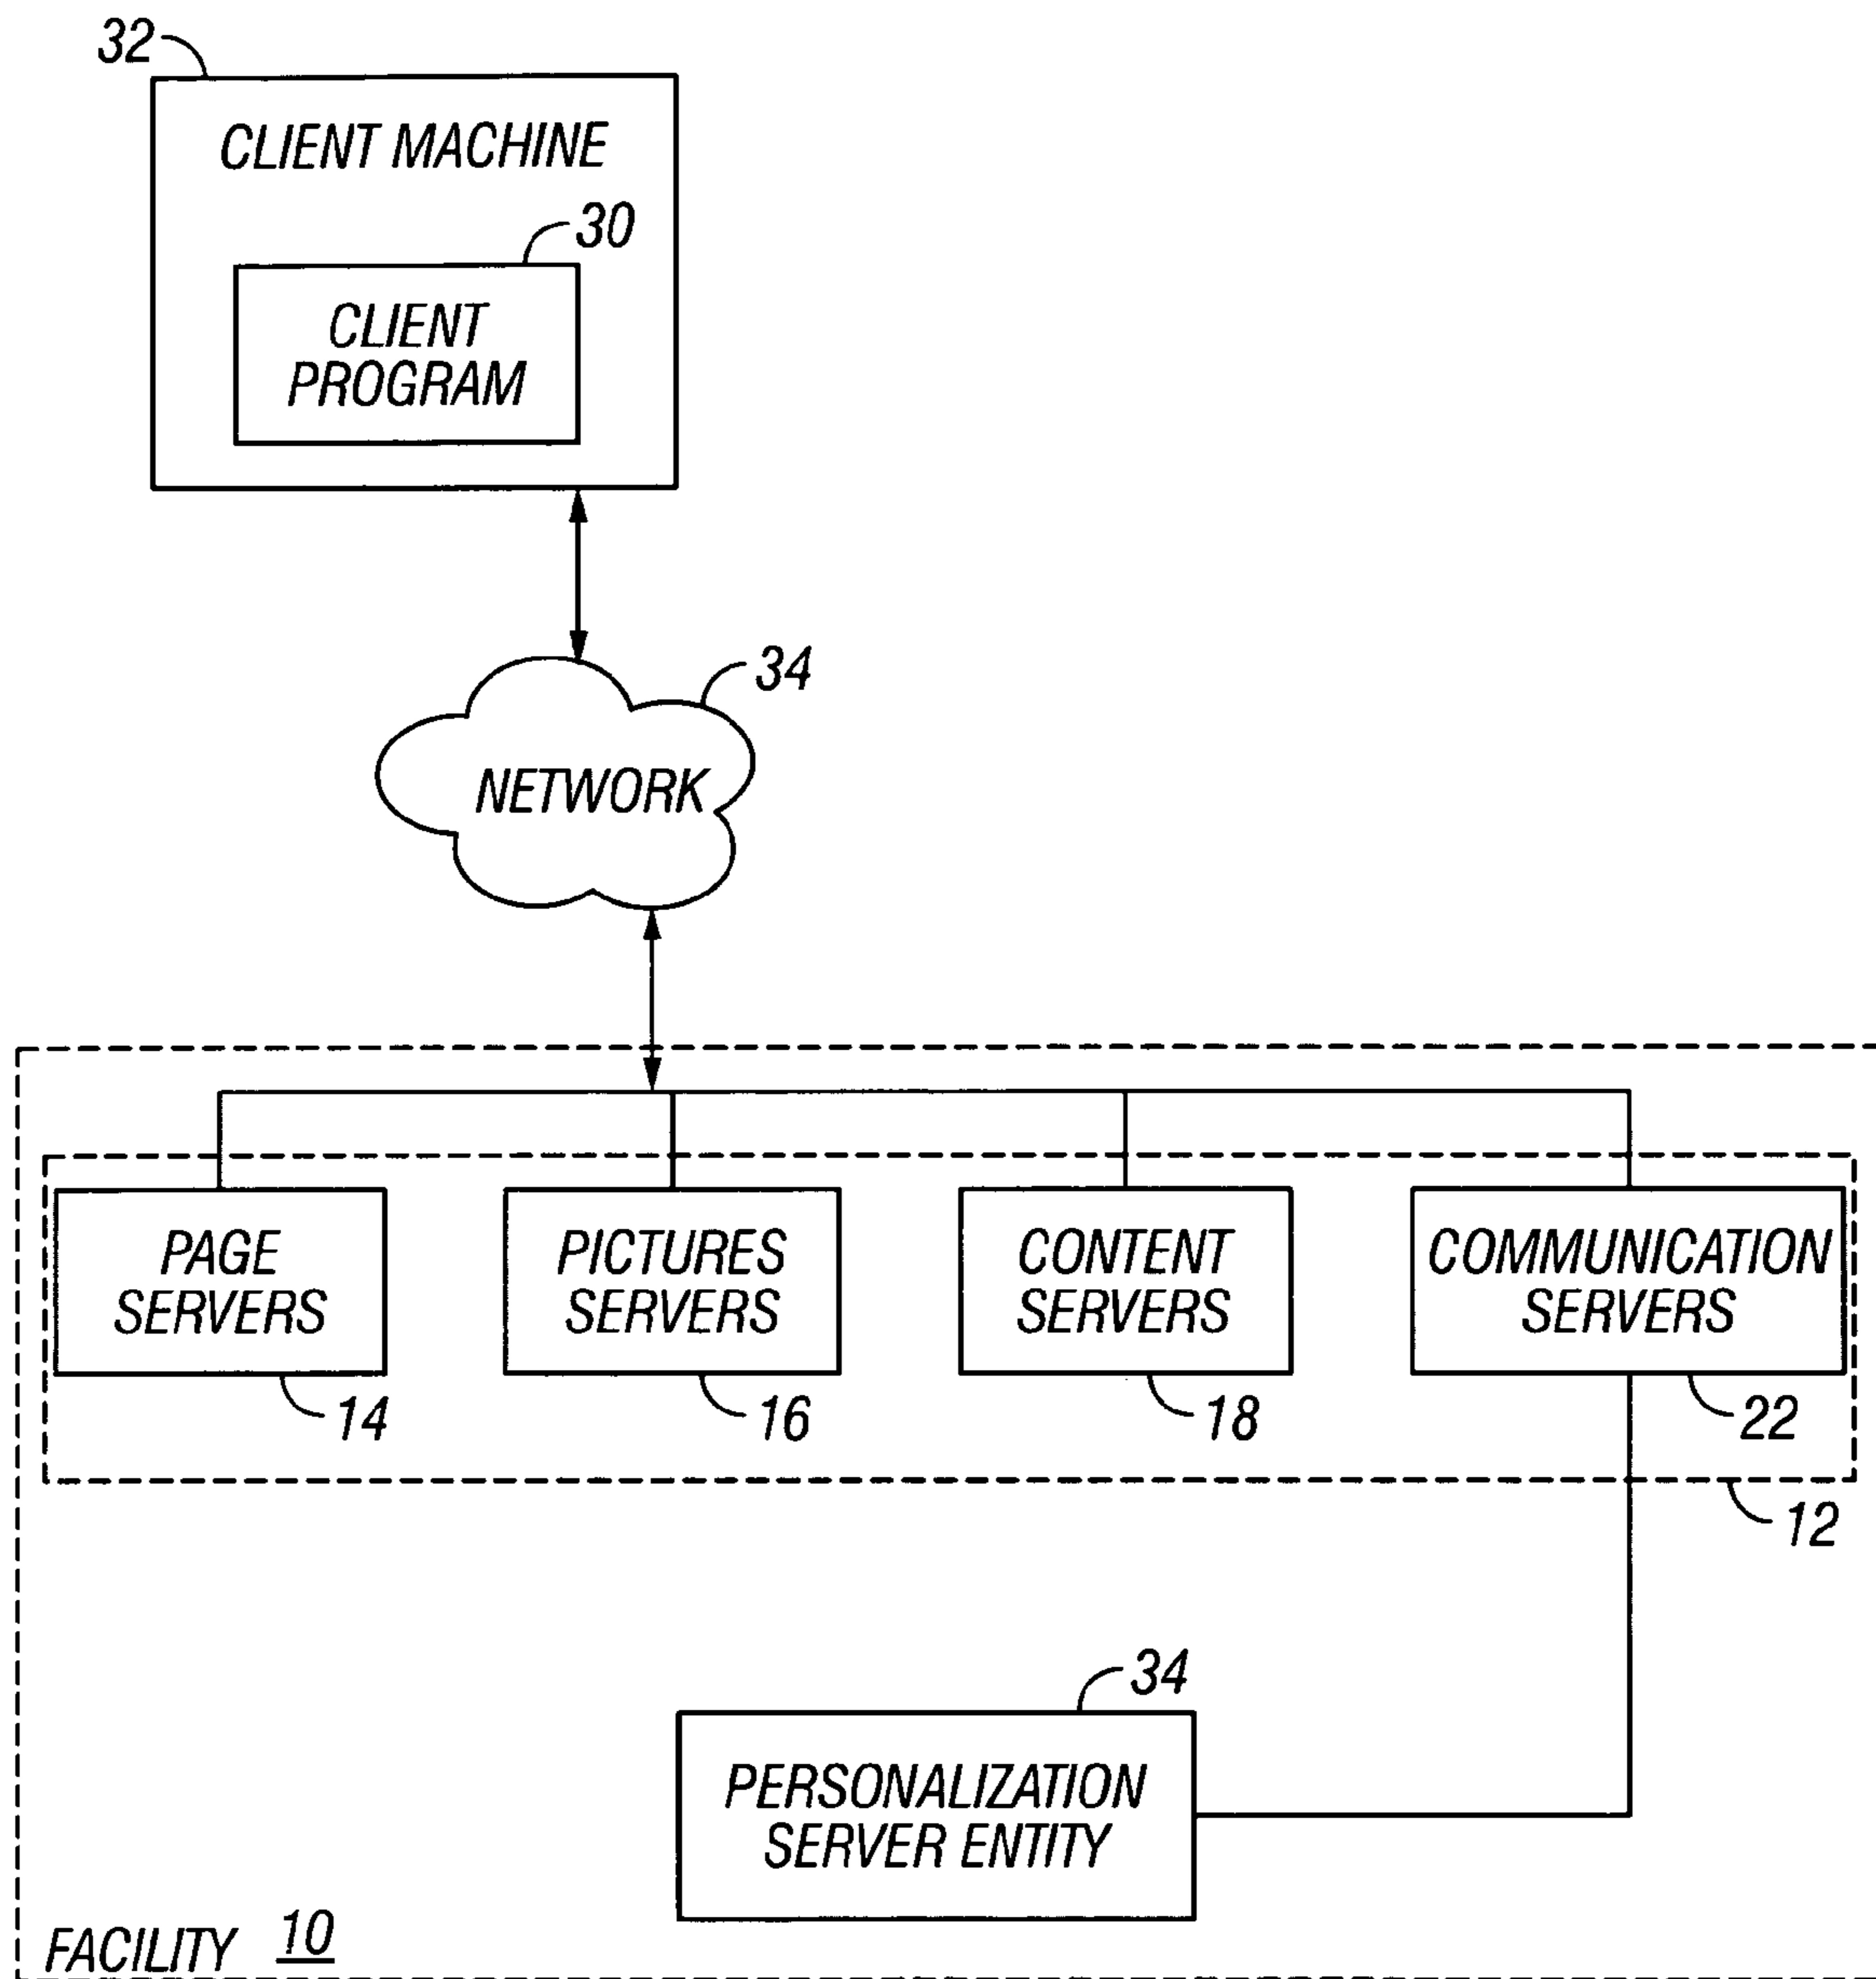 32
CLIENT MACHINE
30
CLIENT
PROGRAM
34
NETWORK
PAGE
SERVERS
14
PICTURES
SERVERS
16
CONTENT
SERVERS
18
COMMUNICATION
SERVERS
22
12
34
PERSONALIZATION
SERVER ENTITY
FACILITY 10